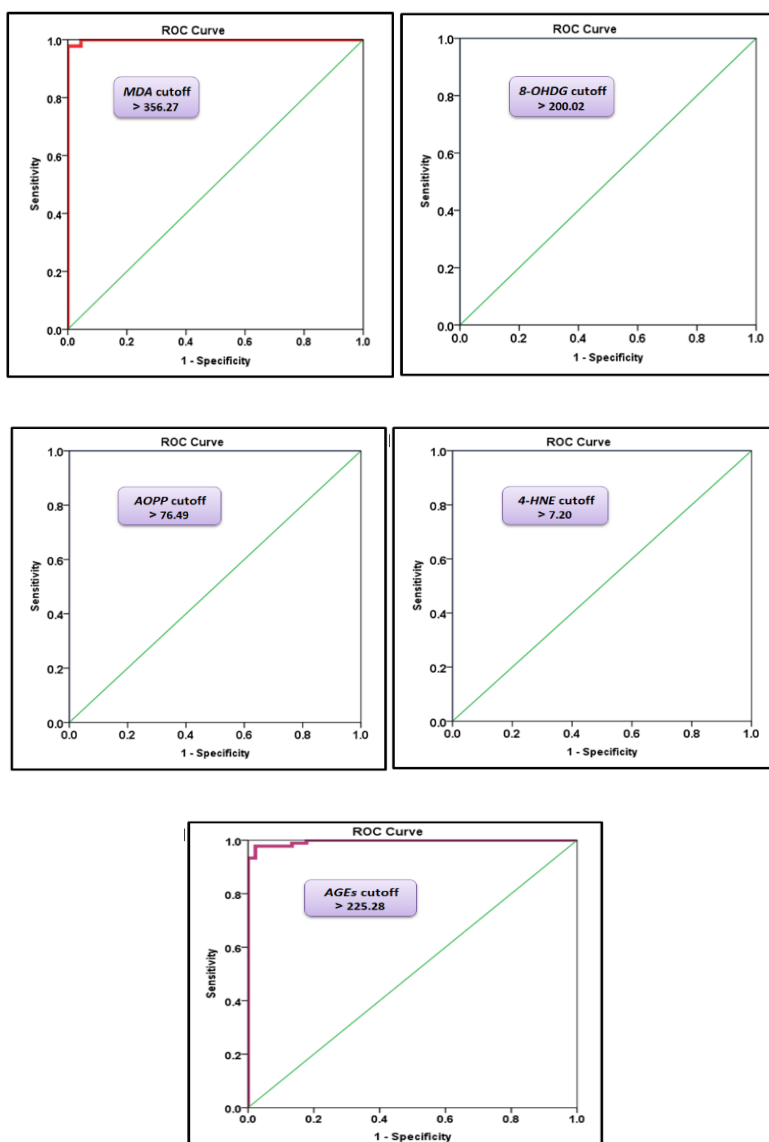 ROC Curve
MDA cutoff
> 356.27
Sensitivity
1.0
0.8
0.6
0.4
0.2
0.0
0.0 0.2 0.4 0.6 0.8 1.0
1 - Specificity
ROC Curve
8-OHDG cutoff
> 200.02
Sensitivity
1.0
0.8
0.6
0.4
0.2
0.0
0.0 0.2 0.4 0.6 0.8 1.0
1 - Specificity
ROC Curve
AOPP cutoff
> 76.49
Sensitivity
1.0
0.8
0.6
0.4
0.2
0.0
0.0 0.2 0.4 0.6 0.8 1.0
1 - Specificity
ROC Curve
4-HNE cutoff
> 7.20
Sensitivity
1.0
0.8
0.6
0.4
0.2
0.0
0.0 0.2 0.4 0.6 0.8 1.0
1 - Specificity
ROC Curve
AGEs cutoff
> 225.28
Sensitivity
1.0
0.8
0.6
0.4
0.2
0.0
0.0 0.2 0.4 0.6 0.8 1.0
1 - Specificity